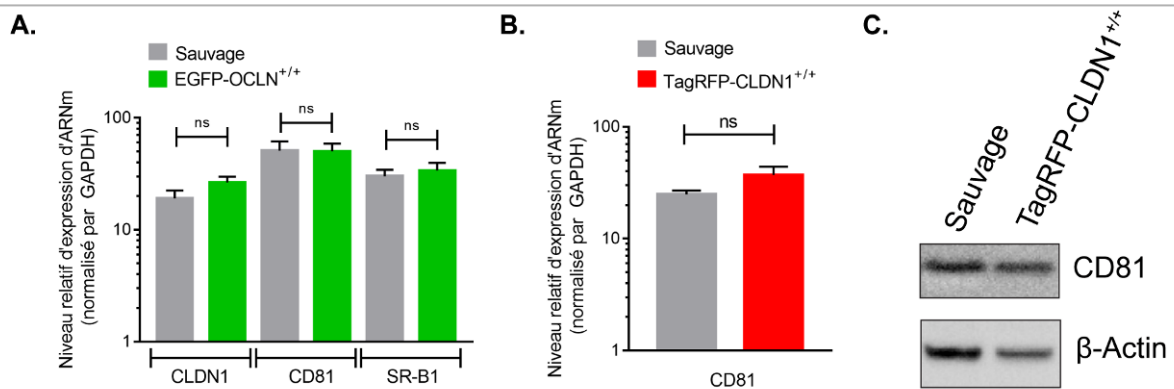 A.
Sauvage
EGFP-OCLN+/+
Niveau relatif d'expression d'ARNm
(normalisé par GAPDH)
100
10
1
ns
ns
ns
CLDN1
CD81
SR-B1
B.
Sauvage
TagRFP-CLDN1+/+
Niveau relatif d'expression d'ARNm
(normalisé par GAPDH)
100
10
1
ns
CD81
C.
Sauvage
TagRFP-CLDN1+/+
CD81
β-Actin